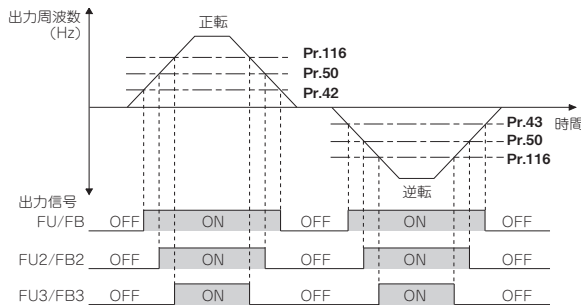 出力周波数
(Hz)
正転
Pr.116
Pr.50
Pr.42
Pr.43
時間
Pr.50
Pr.116
逆転
出力信号
FU/FB OFF ON OFF ON OFF
FU2/FB2 OFF ON OFF ON OFF
FU3/FB3 OFF ON OFF ON OFF